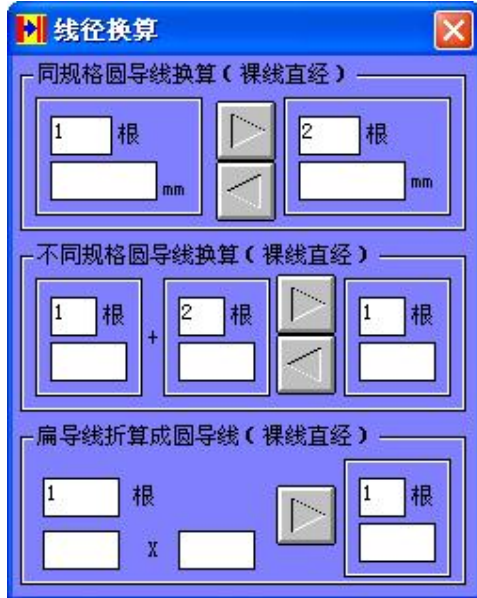 线径换算
同规格圆导线换算(裸线直经)
1 根 2 根
mm mm
不同规格圆导线换算(裸线直经)
1 根 + 2 根 1 根
扁导线折算成圆导线(裸线直经)
1 根 1 根
X